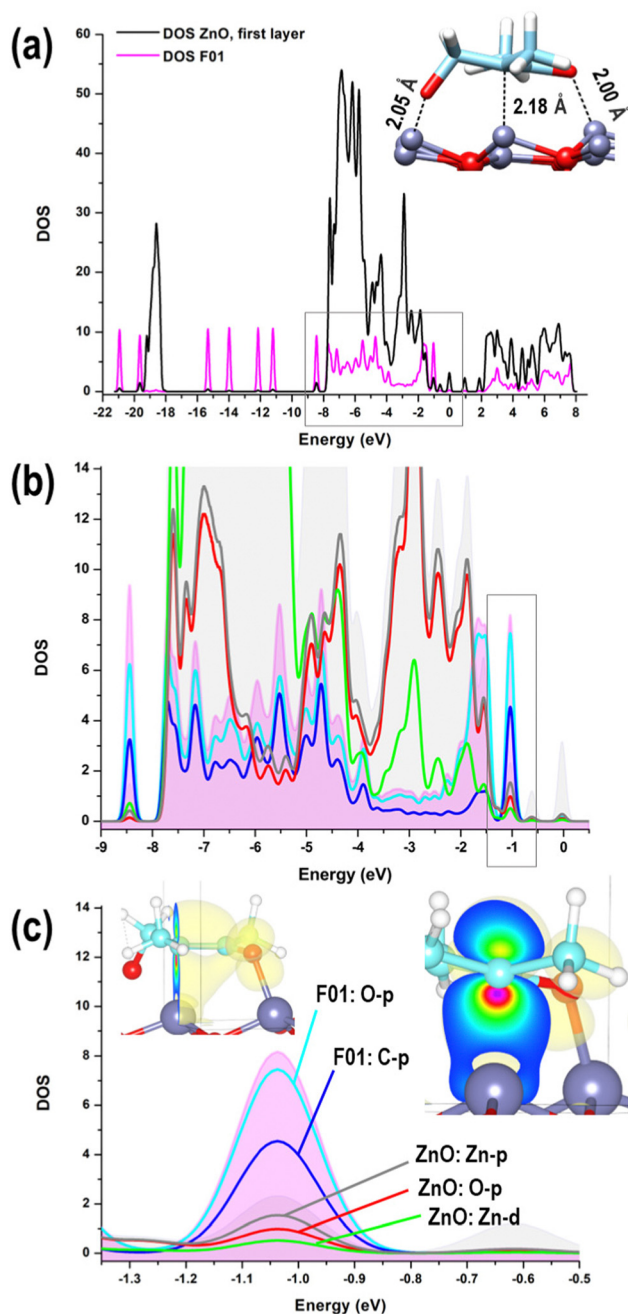 (a)
DOS ZnO, first layer
DOS F01
2.05 Å
2.18 Å
2.00 Å
DOS
60
50
40
30
20
10
0
-22 -20 -18 -16 -14 -12 -10 -8 -6 -4 -2 0 2 4 6 8
Energy (eV)
(b)
DOS
14
12
10
8
6
4
2
0
-9 -8 -7 -6 -5 -4 -3 -2 -1 0
Energy (eV)
(c)
DOS
14
12
10
8
6
4
2
0
F01: O-p
F01: C-p
ZnO: Zn-p
ZnO: O-p
ZnO: Zn-d
-1.3 -1.2 -1.1 -1.0 -0.9 -0.8 -0.7 -0.6 -0.5
Energy (eV)